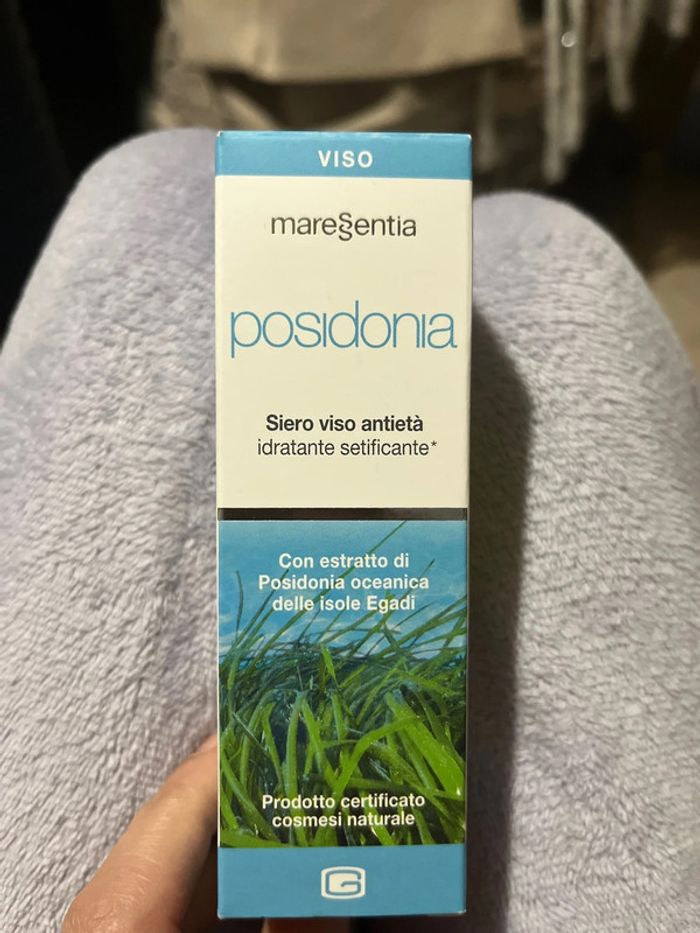 VISO
maressentia
posidonia
Siero viso antietà
idratante setificante*
Con estratto di
Posidonia oceanica
delle isole Egadi
Prodotto certificato
cosmesi naturale
G